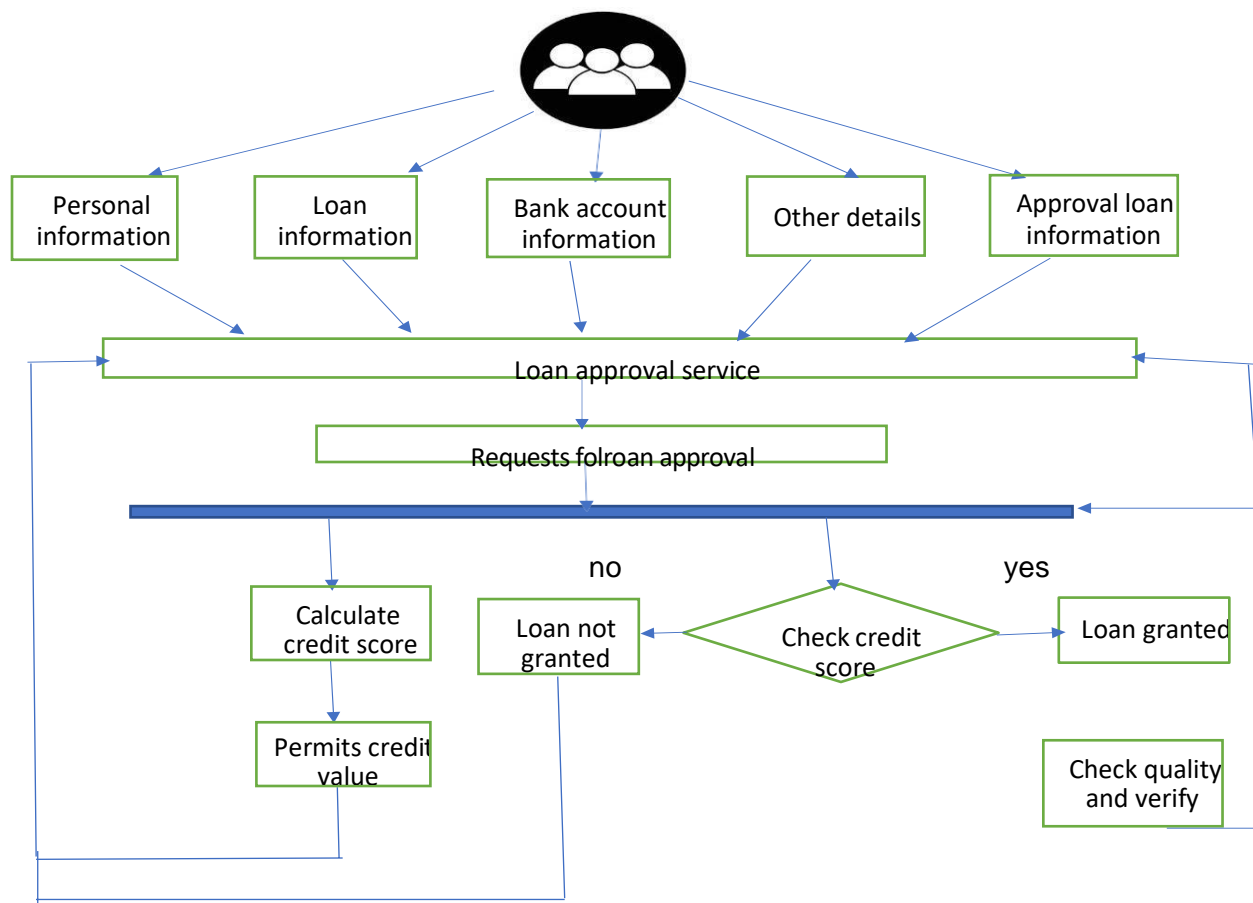 Personal
information
Loan
information
Bank account
information
Other details
Approval loan
information
Loan approval service
Requests folroan approval
no
yes
Calculate
credit score
Loan not
granted
Check credit
score
Loan granted
Permits credit
value
Check quality
and verify